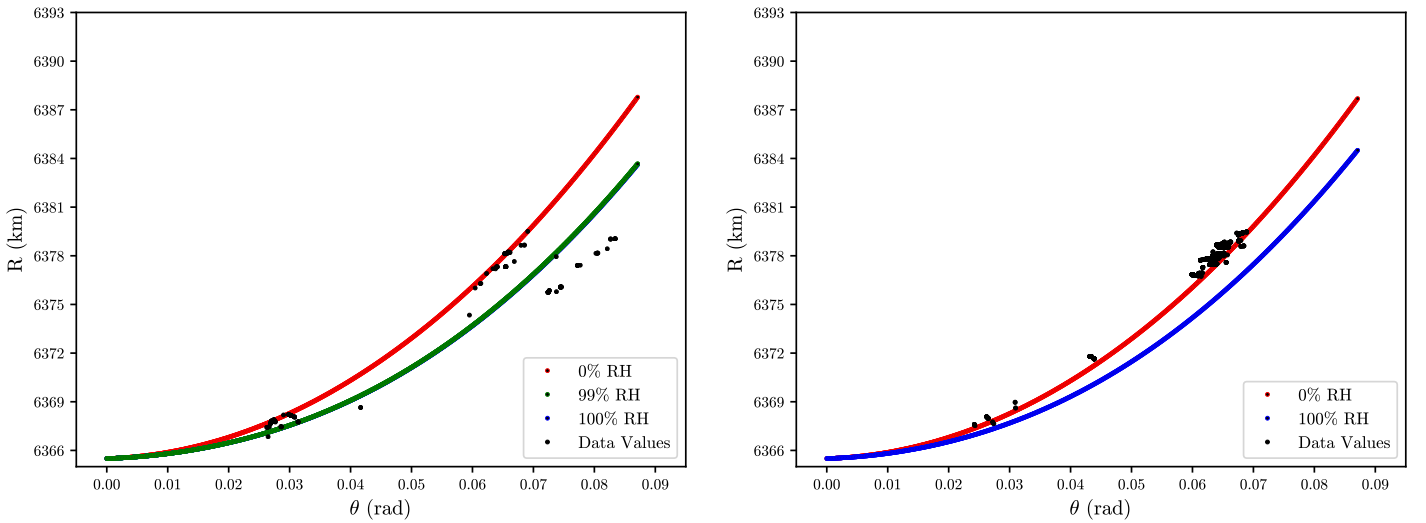 6393
6390
6387
6384
6381
6378
6375
6372
6369
6366
R (km)
0.00 0.01 0.02 0.03 0.04 0.05 0.06 0.07 0.08 0.09
θ (rad)
0% RH
99% RH
100% RH
Data Values
6393
6390
6387
6384
6381
6378
6375
6372
6369
6366
R (km)
0.00 0.01 0.02 0.03 0.04 0.05 0.06 0.07 0.08 0.09
θ (rad)
0% RH
100% RH
Data Values